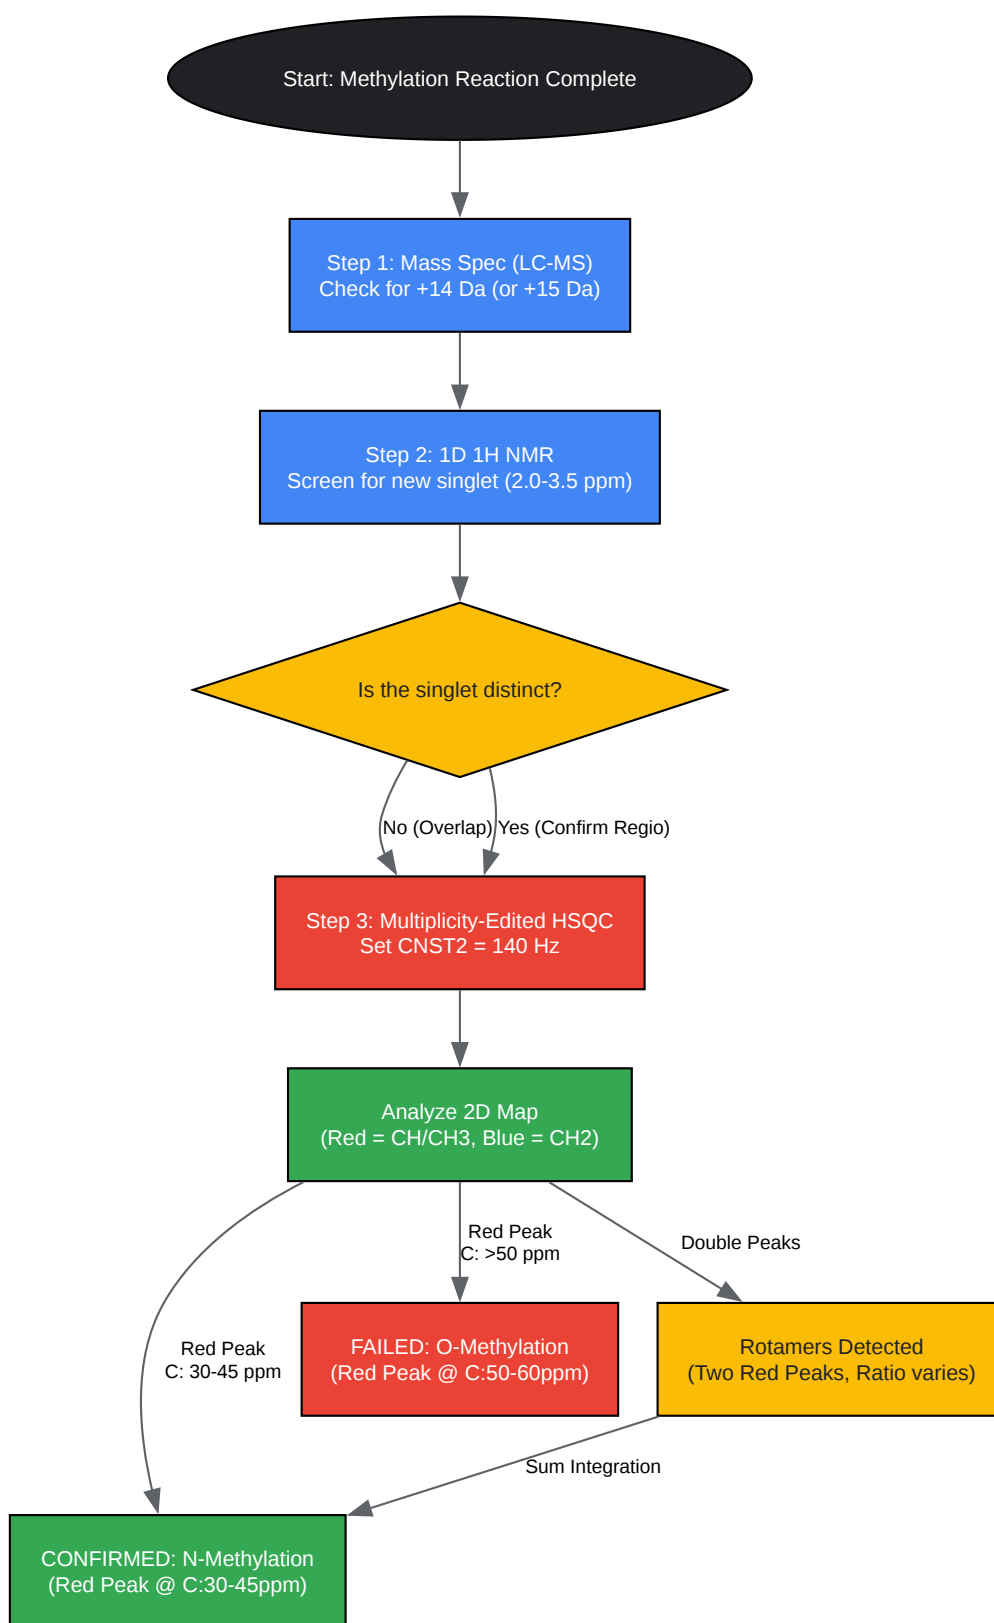 Start: Methylation Reaction Complete
Step 1: Mass Spec (LC-MS)
Check for +14 Da (or +15 Da)
Step 2: 1D 1H NMR
Screen for new singlet (2.0-3.5 ppm)
Is the singlet distinct?
No (Overlap)
Yes (Confirm Regio)
Step 3: Multiplicity-Edited HSQC
Set CNST2 = 140 Hz
Analyze 2D Map
(Red = CH/CH3, Blue = CH2)
Red Peak
C: >50 ppm
Double Peaks
Red Peak
C: 30-45 ppm
FAILED: O-Methylation
(Red Peak @ C:50-60ppm)
Rotamers Detected
(Two Red Peaks, Ratio varies)
Sum Integration
CONFIRMED: N-Methylation
(Red Peak @ C:30-45ppm)